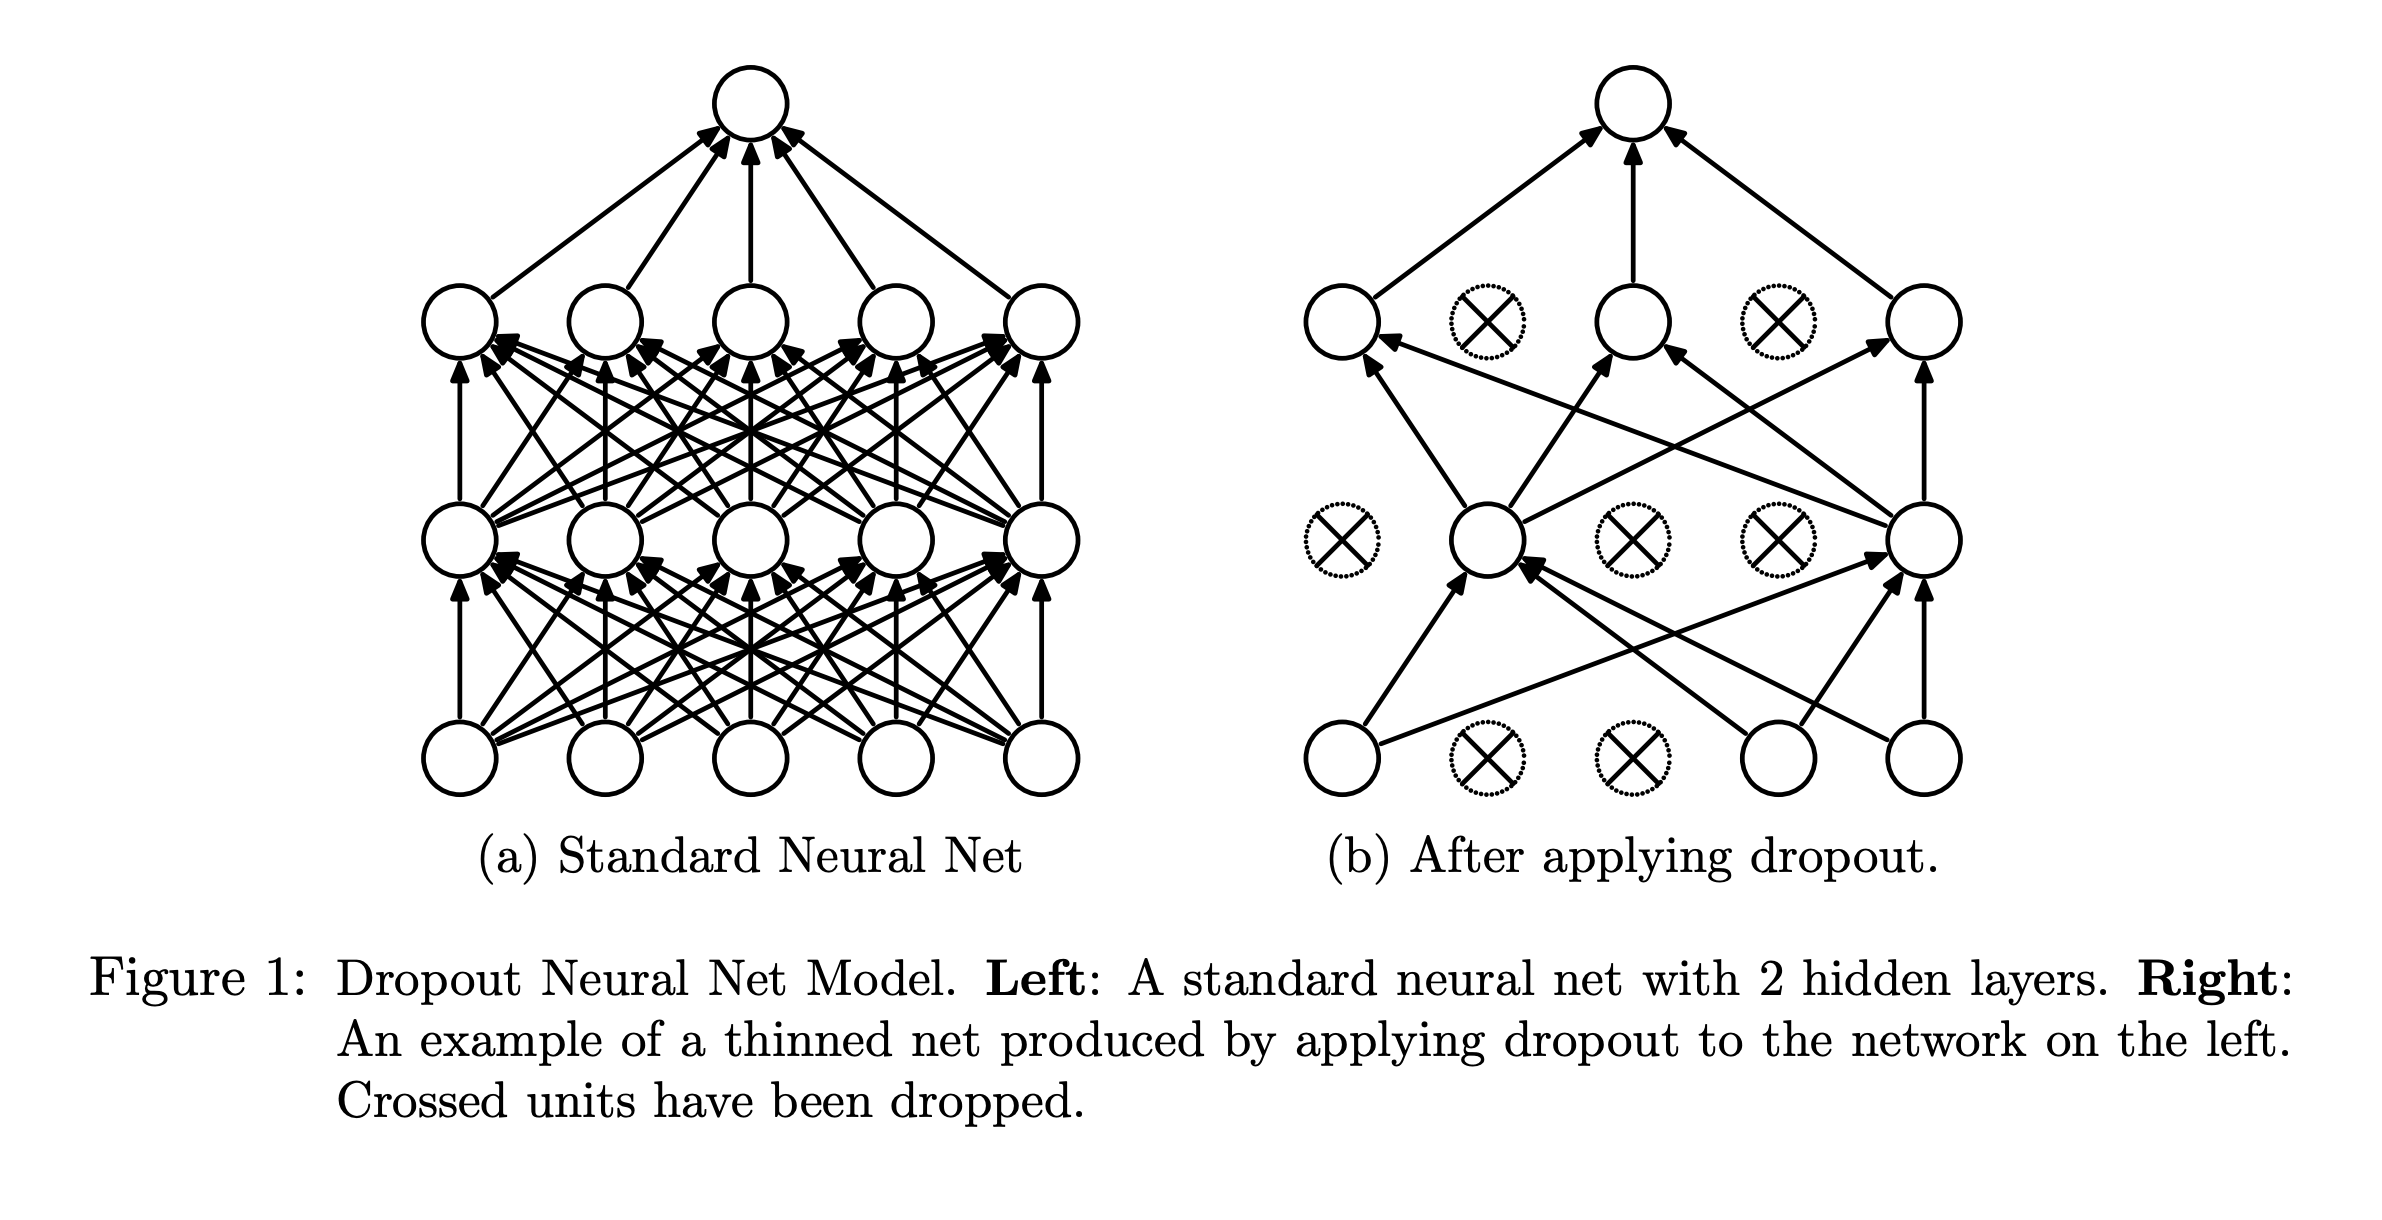 (a) Standard Neural Net
(b) After applying dropout.
Figure 1: Dropout Neural Net Model. Left: A standard neural net with 2 hidden layers. Right:
An example of a thinned net produced by applying dropout to the network on the left.
Crossed units have been dropped.